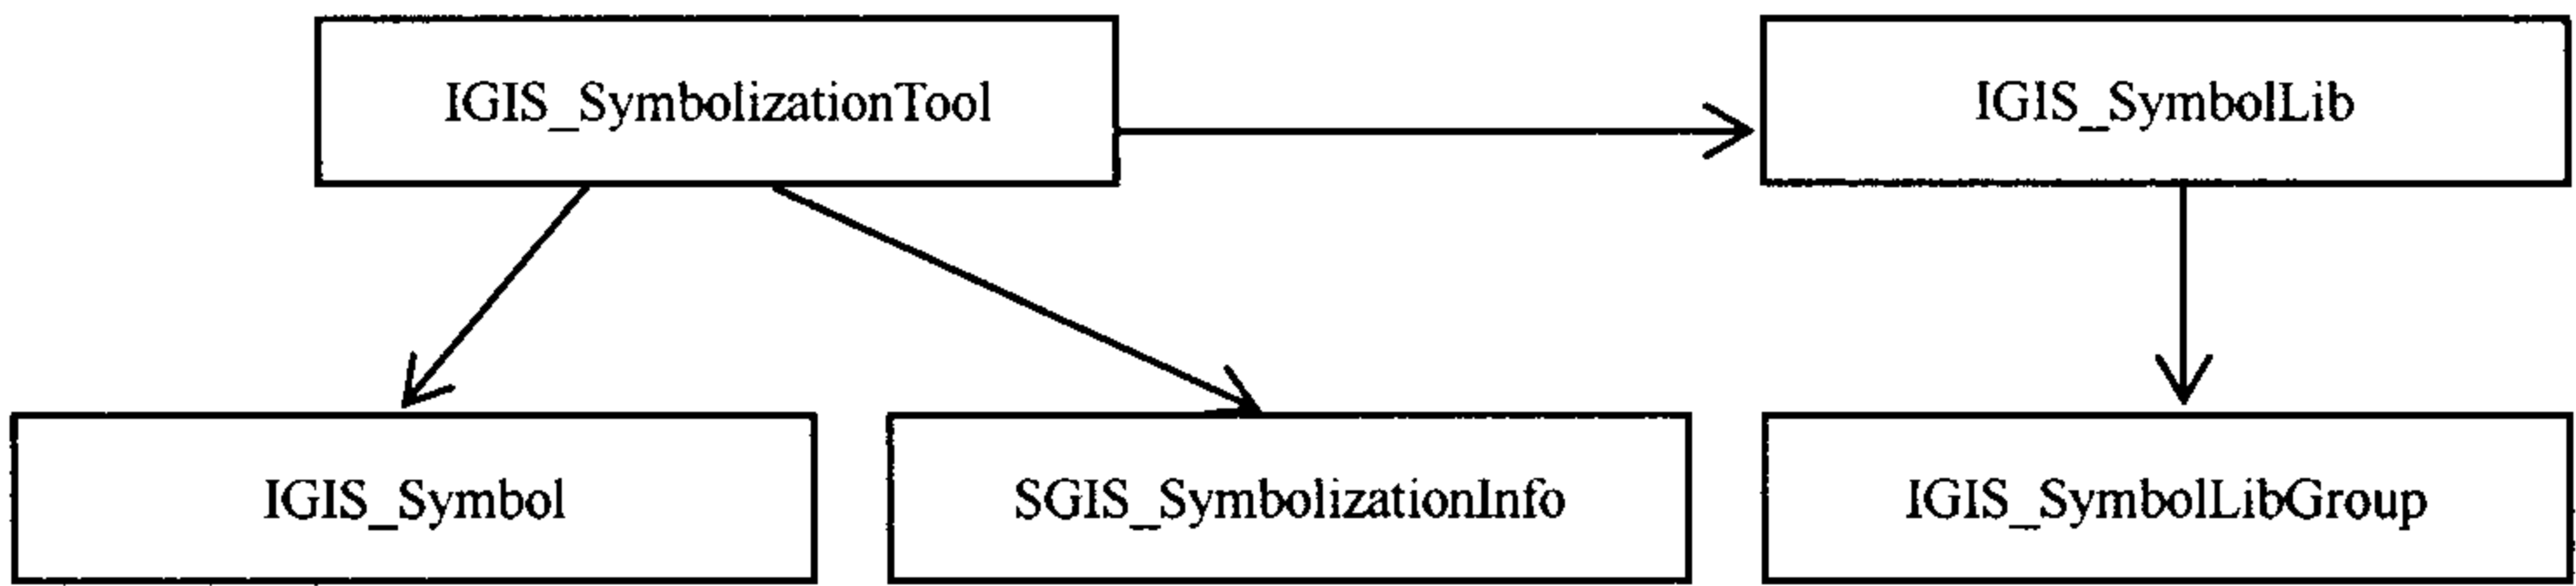 IGIS_SymbolizationTool
IGIS_SymbolLib
IGIS_Symbol
SGIS_SymbolizationInfo
IGIS_SymbolLibGroup